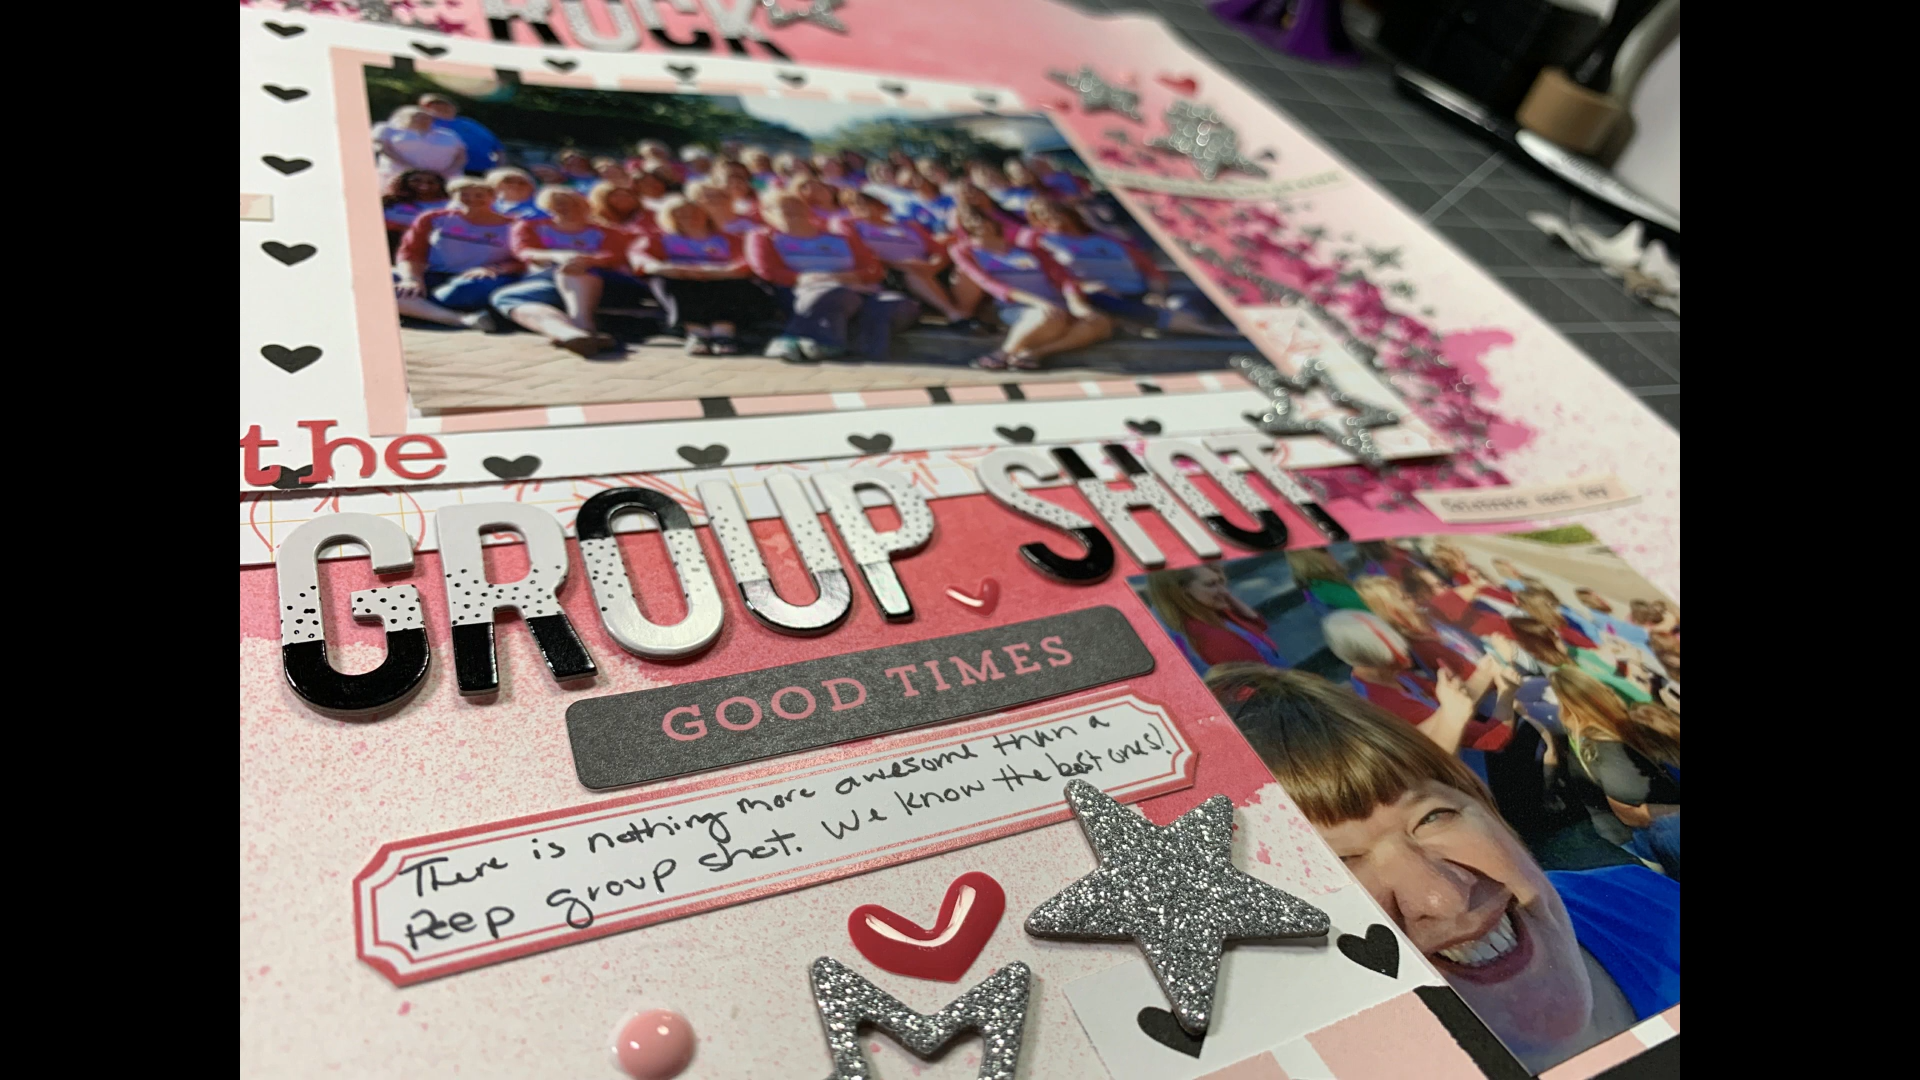 ROCK
the
GROUP SHOT
GOOD TIMES
There is nothing more awesome than a
peep group shot. We know the best ones!